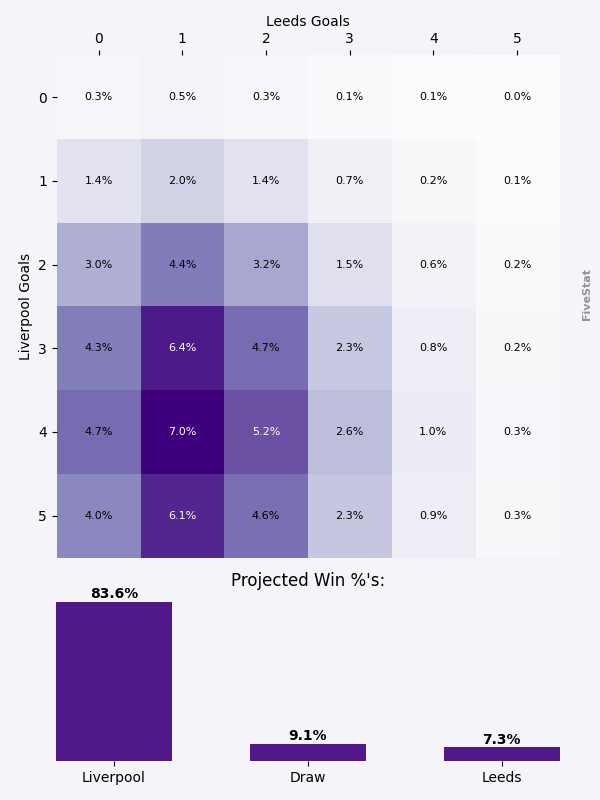 Leeds Goals
0 1 2 3 4 5
0 0.3% 0.5% 0.3% 0.1% 0.1% 0.0%
1 1.4% 2.0% 1.4% 0.7% 0.2% 0.1%
2 3.0% 4.4% 3.2% 1.5% 0.6% 0.2%
3 4.3% 6.4% 4.7% 2.3% 0.8% 0.2%
4 4.7% 7.0% 5.2% 2.6% 1.0% 0.3%
5 4.0% 6.1% 4.6% 2.3% 0.9% 0.3%
Liverpool Goals
FiveStat
Projected Win %'s:
83.6% 9.1% 7.3%
Liverpool Draw Leeds